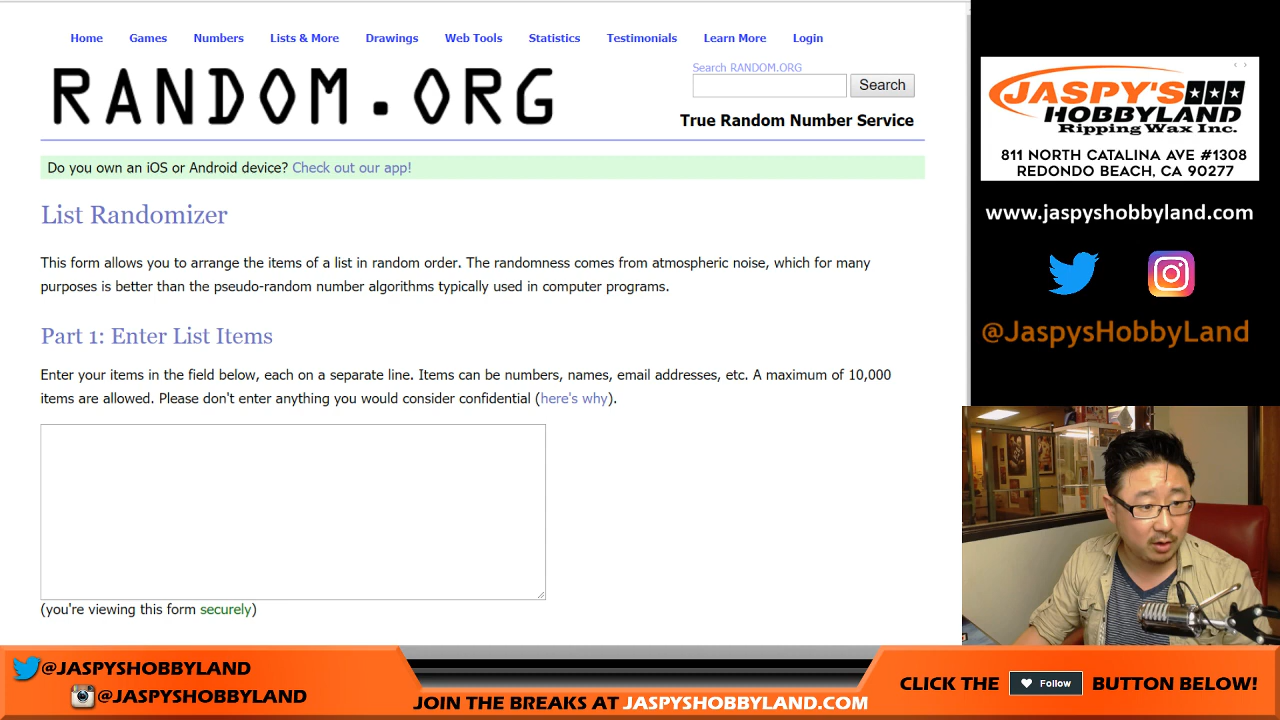 Home Games Numbers Lists & More Drawings Web Tools Statistics Testimonials Learn More Login
RANDOM.ORG
Search RANDOM.ORG
Search
True Random Number Service
Do you own an iOS or Android device? Check out our app!
List Randomizer
This form allows you to arrange the items of a list in random order. The randomness comes from atmospheric noise, which for many
purposes is better than the pseudo-random number algorithms typically used in computer programs.
Part 1: Enter List Items
Enter your items in the field below, each on a separate line. Items can be numbers, names, email addresses, etc. A maximum of 10,000
items are allowed. Please don't enter anything you would consider confidential (here's why).
(you're viewing this form securely)
JASPY'S
HOBBYLAND
Ripping Wax Inc.
811 NORTH CATALINA AVE #1308
REDONDO BEACH, CA 90277
www.jaspyshobbyland.com
@JaspysHobbyLand
@JASPYSHOBBYLAND
@JASPYSHOBBYLAND
JOIN THE BREAKS AT JASPYSHOBBYLAND.COM
CLICK THE Follow BUTTON BELOW!